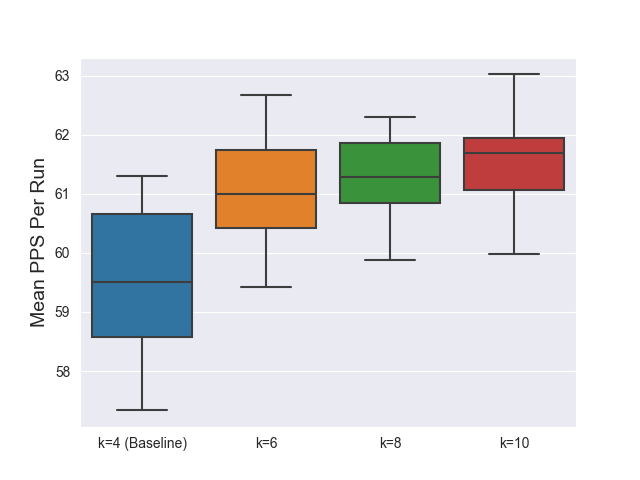 63
62
61
60
59
58
Mean PPS Per Run
k=4 (Baseline)
k=6
k=8
k=10